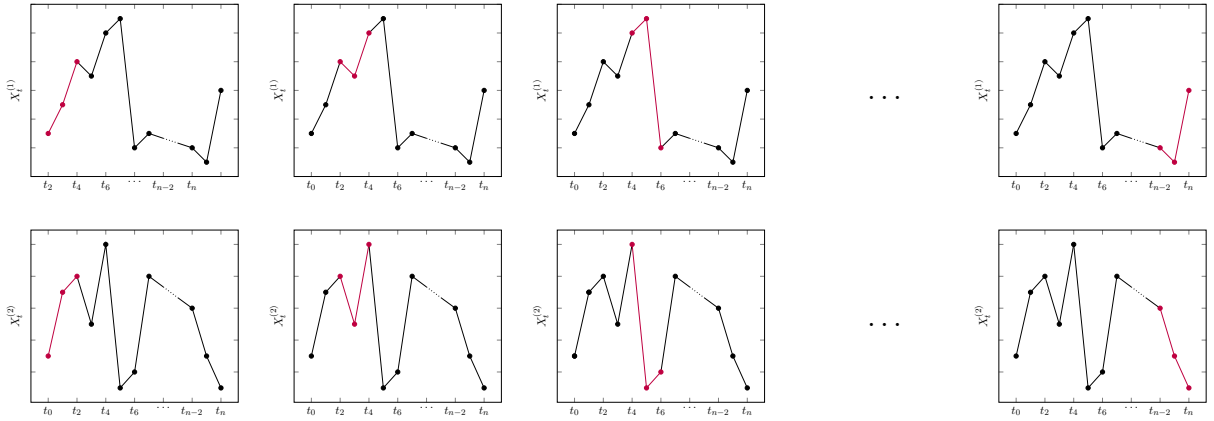 $X_t^{(1)}$ $X_t^{(1)}$ $X_t^{(1)}$ • • • $X_t^{(1)}$
$t_2$ $t_4$ $t_6$ ⋯ $t_{n-2}$ $t_n$
$t_0$ $t_2$ $t_4$ $t_6$ ⋯ $t_{n-2}$ $t_n$
$t_0$ $t_2$ $t_4$ $t_6$ ⋯ $t_{n-2}$ $t_n$
$t_0$ $t_2$ $t_4$ $t_6$ ⋯ $t_{n-2}$ $t_n$
$X_t^{(2)}$ $X_t^{(2)}$ $X_t^{(2)}$ • • • $X_t^{(2)}$
$t_0$ $t_2$ $t_4$ $t_6$ ⋯ $t_{n-2}$ $t_n$
$t_0$ $t_2$ $t_4$ $t_6$ ⋯ $t_{n-2}$ $t_n$
$t_0$ $t_2$ $t_4$ $t_6$ ⋯ $t_{n-2}$ $t_n$
$t_0$ $t_2$ $t_4$ $t_6$ ⋯ $t_{n-2}$ $t_n$